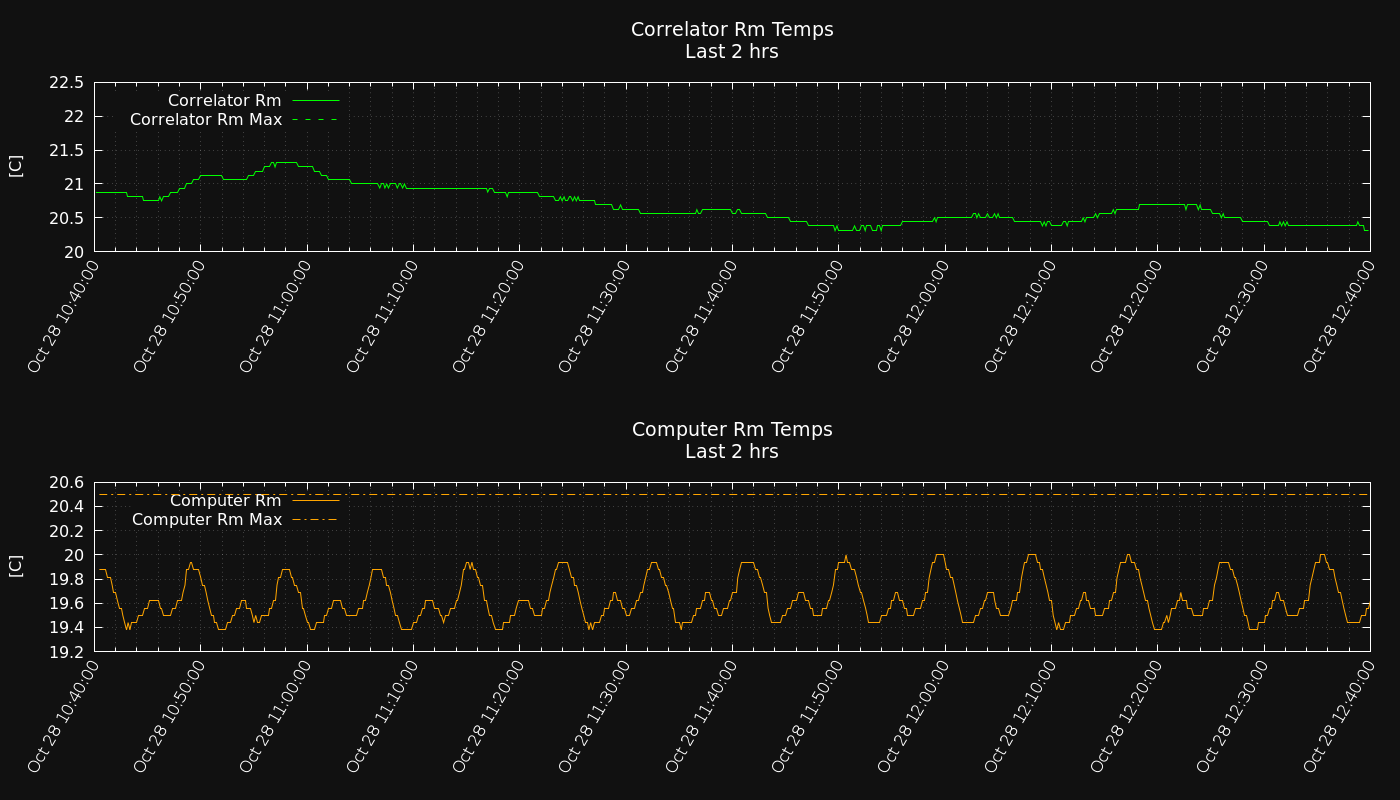 Correlator Rm Temps
Last 2 hrs
22.5
22
21.5
21
20.5
20
[C]
Correlator Rm
Correlator Rm Max
Oct 28 10:40:00
Oct 28 10:50:00
Oct 28 11:00:00
Oct 28 11:10:00
Oct 28 11:20:00
Oct 28 11:30:00
Oct 28 11:40:00
Oct 28 11:50:00
Oct 28 12:00:00
Oct 28 12:10:00
Oct 28 12:20:00
Oct 28 12:30:00
Oct 28 12:40:00
Computer Rm Temps
Last 2 hrs
20.6
20.4
20.2
20
19.8
19.6
19.4
19.2
[C]
Computer Rm
Computer Rm Max
Oct 28 10:40:00
Oct 28 10:50:00
Oct 28 11:00:00
Oct 28 11:10:00
Oct 28 11:20:00
Oct 28 11:30:00
Oct 28 11:40:00
Oct 28 11:50:00
Oct 28 12:00:00
Oct 28 12:10:00
Oct 28 12:20:00
Oct 28 12:30:00
Oct 28 12:40:00